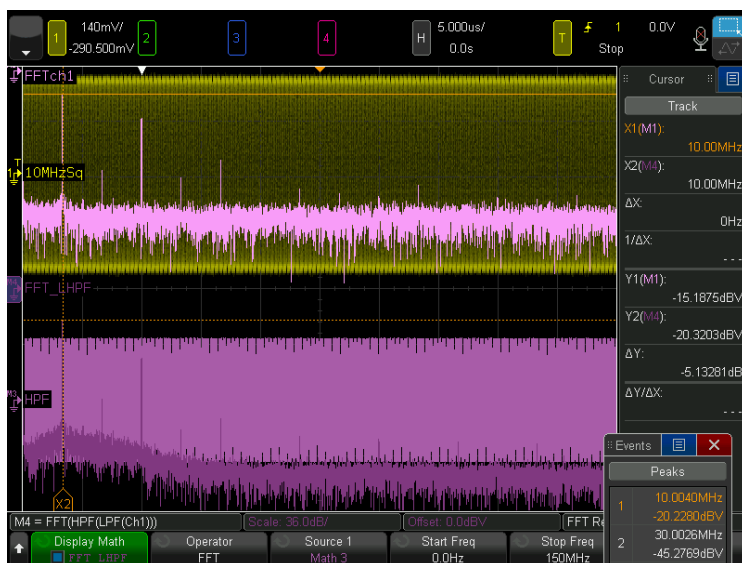 1 140mV/ -290.500mV 2 3 4 H 5.000us/ 0.0s T 1 0.0V Stop
FFTch1
Cursor
Track
X1(M1):
10.00MHz
X2(M4):
10.00MHz
ΔX:
0Hz
1/ΔX:
---
Y1(M1):
-15.1875dBV
Y2(M4):
-20.3203dBV
ΔY:
-5.13281dB
ΔY/ΔX:
---
T
1 10MHzSq
FFT_LHPF
M3 HPF
X2
Events
Peaks
1 10.0040MHz
-20.2280dBV
2 30.0026MHz
-45.2769dBV
M4 = FFT(HPF(LPF(Ch1))) Scale: 36.0dB/ Offset: 0.0dBV FFT Re
Display Math Operator Source 1 Start Freq Stop Freq
FFT_LHPF FFT Math 3 0.0Hz 150MHz